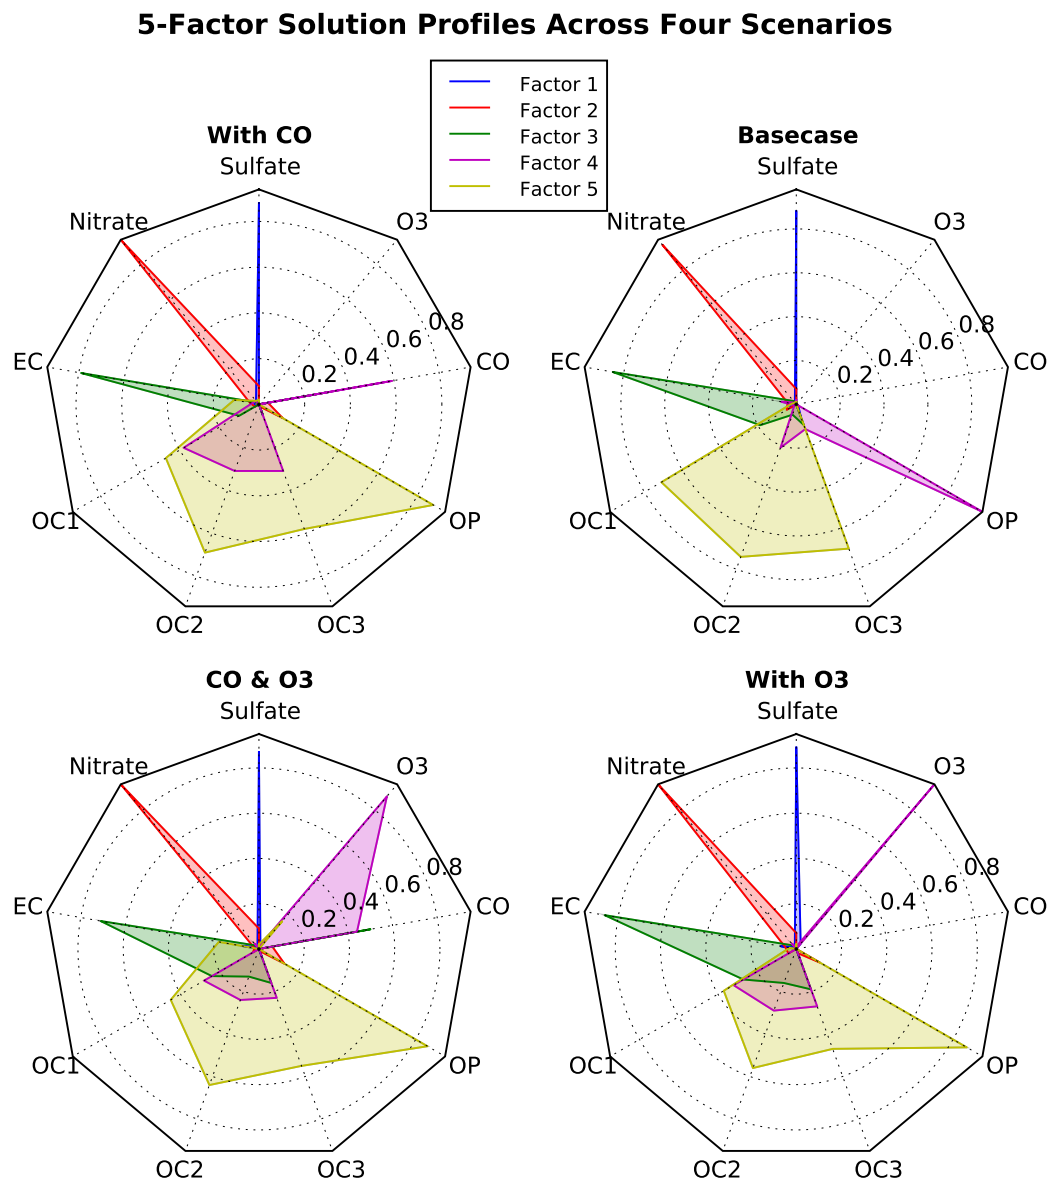 5-Factor Solution Profiles Across Four Scenarios
Factor 1
Factor 2
Factor 3
Factor 4
Factor 5
With CO
Sulfate
Nitrate
O3
EC
CO
0.2
0.4
0.6
0.8
OC1
OP
OC2
OC3
Basecase
Sulfate
Nitrate
O3
EC
CO
0.2
0.4
0.6
0.8
OC1
OP
OC2
OC3
CO & O3
Sulfate
Nitrate
O3
EC
CO
0.2
0.4
0.6
0.8
OC1
OP
OC2
OC3
With O3
Sulfate
Nitrate
O3
EC
CO
0.2
0.4
0.6
0.8
OC1
OP
OC2
OC3